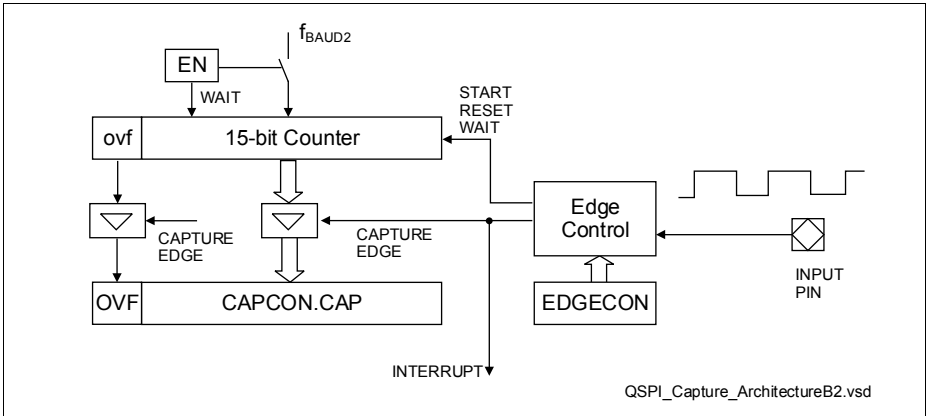 fBAUD2
EN
WAIT
START
RESET
WAIT
ovf
15-bit Counter
Edge
Control
CAPTURE
EDGE
CAPTURE
EDGE
INPUT
PIN
OVF
CAPCON.CAP
EDGECON
INTERRUPT
QSPI_Capture_ArchitectureB2.vsd